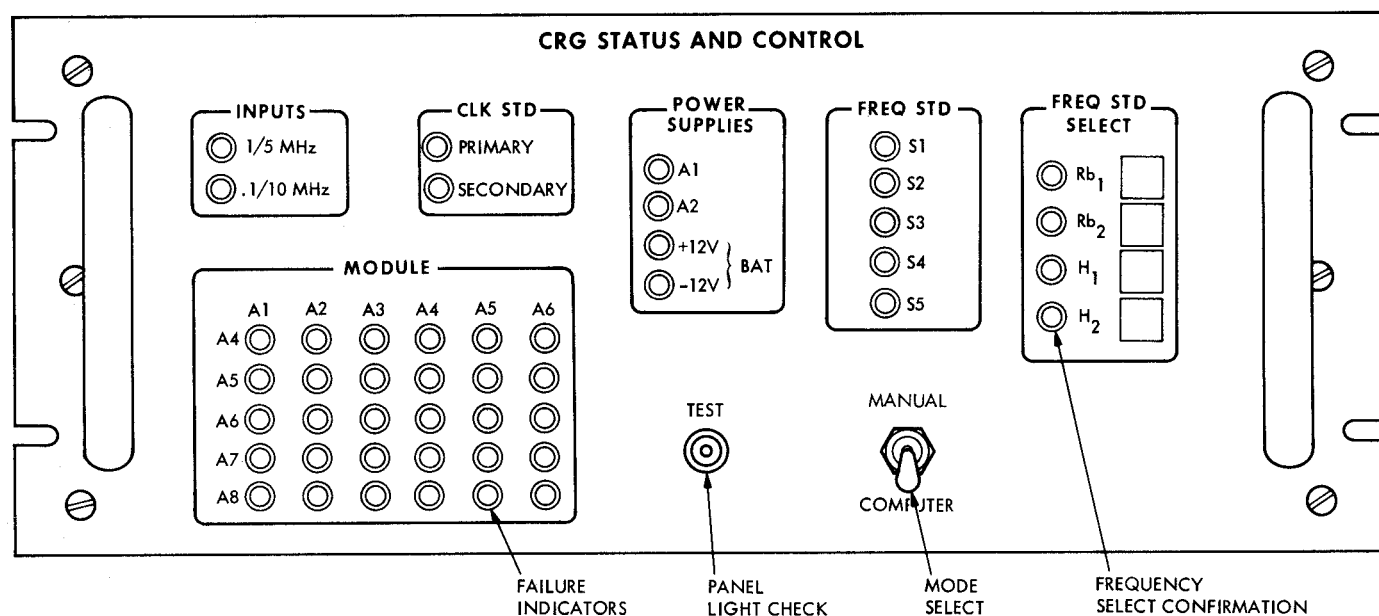 CRG STATUS AND CONTROL
INPUTS
1/5 MHz
.1/10 MHz
CLK STD
PRIMARY
SECONDARY
POWER
SUPPLIES
A1
A2
+12V
-12V
BAT
FREQ STD
S1
S2
S3
S4
S5
FREQ STD
SELECT
Rb1
Rb2
H1
H2
MODULE
A1 A2 A3 A4 A5 A6
A4
A5
A6
A7
A8
TEST
MANUAL
COMPUTER
FAILURE
INDICATORS
PANEL
LIGHT CHECK
MODE
SELECT
FREQUENCY
SELECT CONFIRMATION